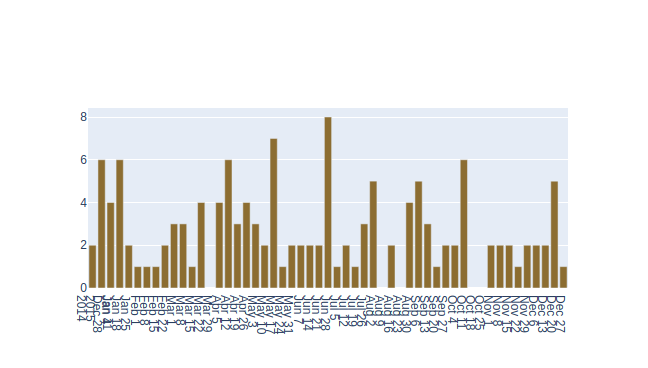 8
6
4
2
0
Dec 28
2014
Jan 4
2015
Jan 11
Jan 18
Jan 25
Feb 1
Feb 8
Feb 15
Feb 22
Mar 1
Mar 8
Mar 15
Mar 22
Mar 29
Apr 5
Apr 12
Apr 19
Apr 26
May 3
May 10
May 17
May 24
May 31
Jun 7
Jun 14
Jun 21
Jun 28
Jul 5
Jul 12
Jul 19
Jul 26
Aug 2
Aug 9
Aug 16
Aug 23
Aug 30
Sep 6
Sep 13
Sep 20
Sep 27
Oct 4
Oct 11
Oct 18
Oct 25
Nov 1
Nov 8
Nov 15
Nov 22
Nov 29
Dec 6
Dec 13
Dec 20
Dec 27